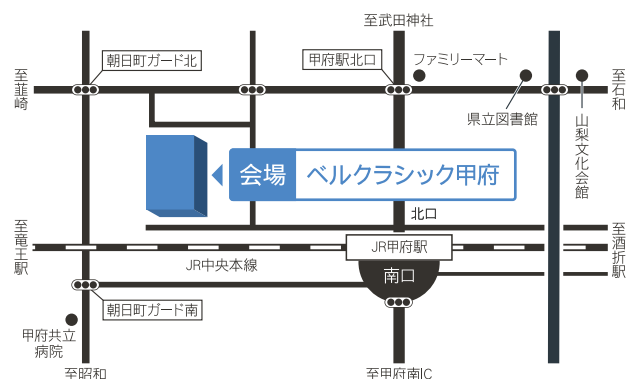 至武田神社
朝日町ガード北
甲府駅北口
ファミリーマート
至韮崎
至石和
県立図書館
山梨文化会館
会場 ベルクラシック甲府
北口
至竜王駅
JR甲府駅
至酒折駅
JR中央本線
南口
朝日町ガード南
甲府共立
病院
至昭和
至甲府南IC